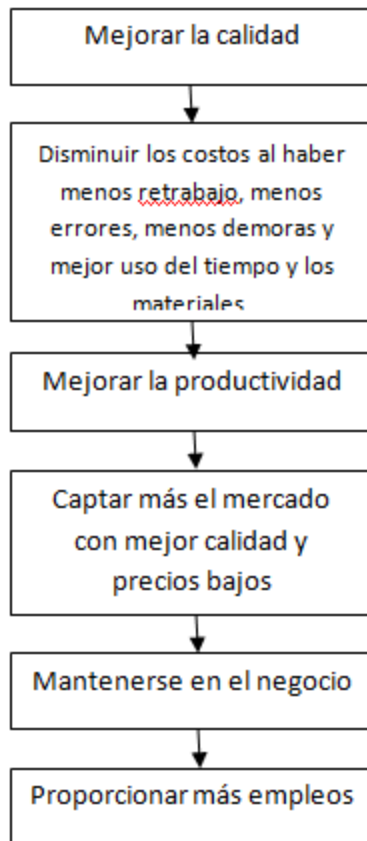 Mejorar la calidad
Disminuir los costos al haber
menos retrabajo, menos
errores, menos demoras y
mejor uso del tiempo y los
materiales
Mejorar la productividad
Captar más el mercado
con mejor calidad y
precios bajos
Mantenerse en el negocio
Proporcionar más empleos